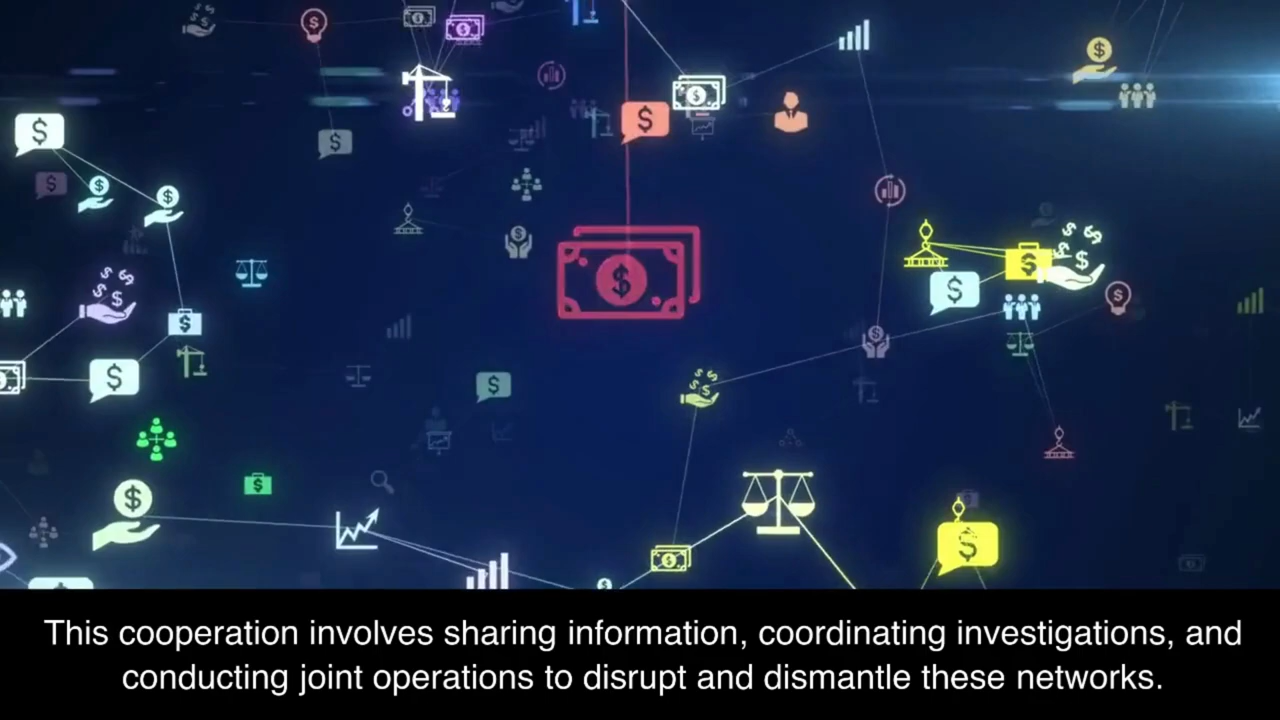 This cooperation involves sharing information, coordinating investigations, and
conducting joint operations to disrupt and dismantle these networks.